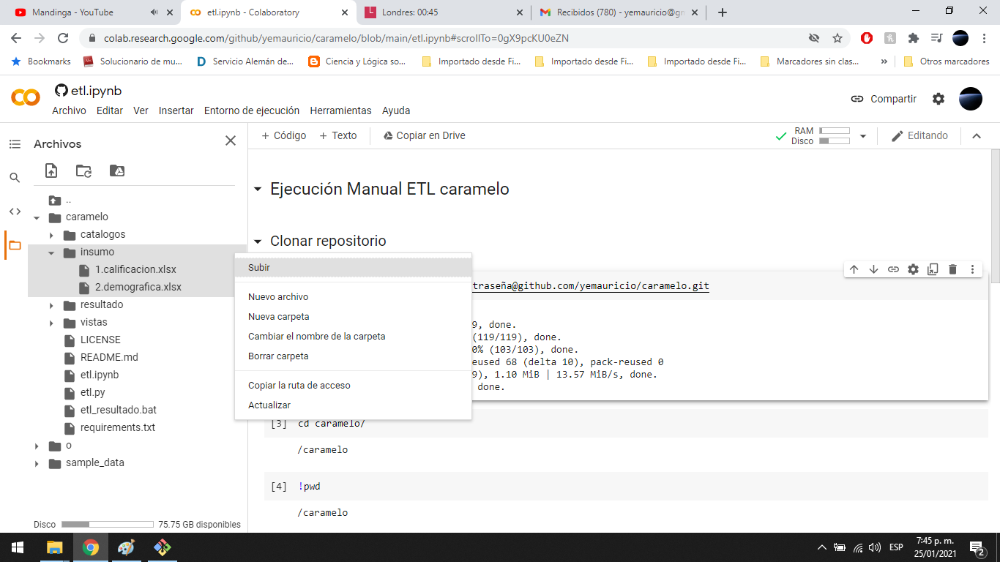 Mandinga - YouTube
etl.ipynb - Colaboratory
Londres: 00:45
Recibidos (780) - yemauricio@gm
colab.research.google.com/github/yemauricio/caramelo/blob/main/etl.ipynb#scrollTo=0gX9pcKU0eZN
Bookmarks
Solucionario de mu...
Servicio Alemán de...
Ciencia y Lógica so...
Importado desde Fi...
Importado desde Fi...
Importado desde Fi...
Marcadores sin clas...
»
Otros marcadores
etl.ipynb
Archivo Editar Ver Insertar Entorno de ejecución Herramientas Ayuda
Compartir
Archivos
+ Código + Texto Copiar en Drive
RAM
Disco
Editando
..
caramelo
catalogos
insumo
1.calificacion.xlsx
2.demografica.xlsx
resultado
vistas
LICENSE
README.md
etl.ipynb
etl.py
etl_resultado.bat
requirements.txt
o
sample_data
Disco 75.75 GB disponibles
Subir
Nuevo archivo
Nueva carpeta
Cambiar el nombre de la carpeta
Borrar carpeta
Copiar la ruta de acceso
Actualizar
Ejecución Manual ETL caramelo
Clonar repositorio
traseña@github.com/yemauricio/caramelo.git
9, done.
(119/119), done.
0% (103/103), done.
eused 68 (delta 10), pack-reused 0
9), 1.10 MiB | 13.57 MiB/s, done.
done.
[3] cd caramelo/
/caramelo
[4] !pwd
/caramelo
ESP
7:45 p. m.
25/01/2021
2